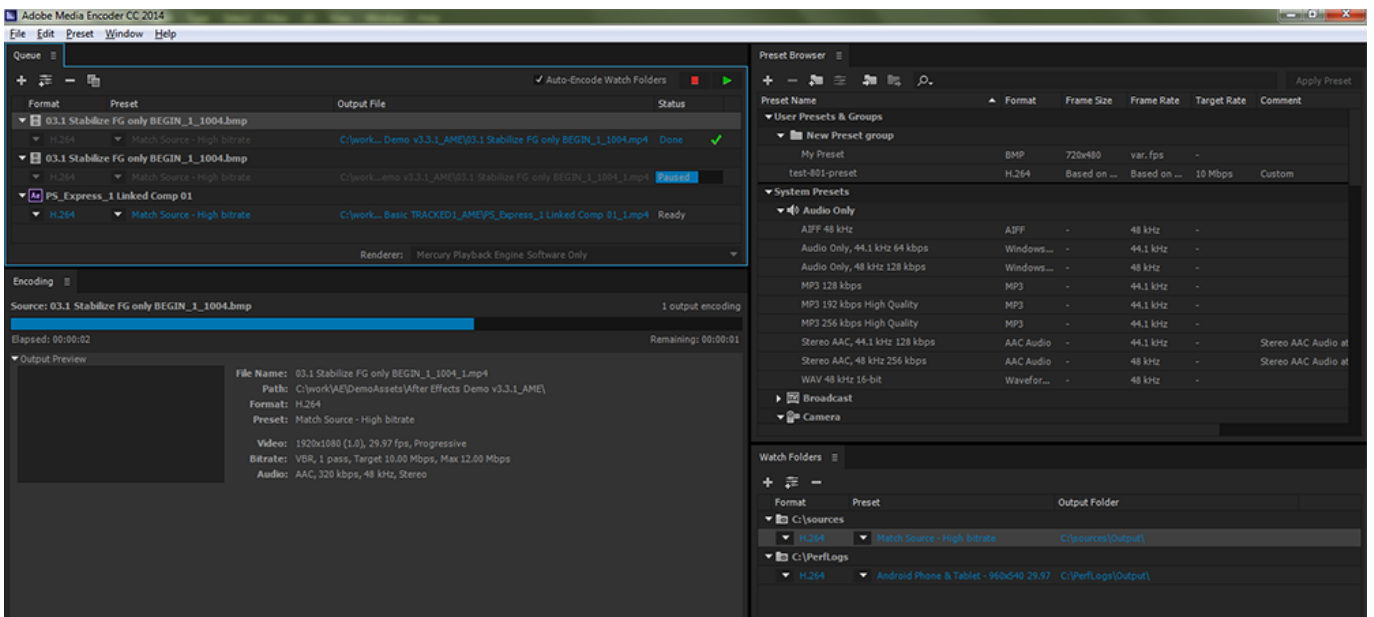 Adobe Media Encoder CC 2014
File Edit Preset Window Help
Queue
Auto-Encode Watch Folders
Format Preset Output File Status
03.1 Stabilize FG only BEGIN_1_1004.bmp
H.264 Match Source - High bitrate C:\work... Demo v3.3.1_AME\03.1 Stabilize FG only BEGIN_1_1004.mp4 Done
03.1 Stabilize FG only BEGIN_1_1004.bmp
H.264 Match Source - High bitrate C:\work...emo v3.3.1_AME\03.1 Stabilize FG only BEGIN_1_1004_1.mp4 Paused
Ae PS_Express_1 Linked Comp 01
H.264 Match Source - High bitrate C:\work... Basic TRACKED1_AME\PS_Express_1 Linked Comp 01_1.mp4 Ready
Renderer: Mercury Playback Engine Software Only
Encoding
Source: 03.1 Stabilize FG only BEGIN_1_1004.bmp 1 output encoding
Elapsed: 00:00:02 Remaining: 00:00:01
Output Preview
File Name: 03.1 Stabilize FG only BEGIN_1_1004_1.mp4
Path: C:\work\AE\DemoAssets\After Effects Demo v3.3.1_AME\
Format: H.264
Preset: Match Source - High bitrate
Video: 1920x1080 (1.0), 29.97 fps, Progressive
Bitrate: VBR, 1 pass, Target 10.00 Mbps, Max 12.00 Mbps
Audio: AAC, 320 kbps, 48 kHz, Stereo
Preset Browser
Apply Preset
Preset Name Format Frame Size Frame Rate Target Rate Comment
User Presets & Groups
New Preset group
My Preset BMP 720x480 var. fps -
test-801-preset H.264 Based on ... Based on ... 10 Mbps Custom
System Presets
Audio Only
AIFF 48 kHz AIFF - 48 kHz -
Audio Only, 44.1 kHz 64 kbps Windows... - 44.1 kHz -
Audio Only, 48 kHz 128 kbps Windows... - 48 kHz -
MP3 128 kbps MP3 - 44.1 kHz -
MP3 192 kbps High Quality MP3 - 44.1 kHz -
MP3 256 kbps High Quality MP3 - 44.1 kHz -
Stereo AAC, 44.1 kHz 128 kbps AAC Audio - 44.1 kHz - Stereo AAC Audio at
Stereo AAC, 48 kHz 256 kbps AAC Audio - 48 kHz - Stereo AAC Audio at
WAV 48 kHz 16-bit Wavefor... - 48 kHz -
Broadcast
Camera
Watch Folders
Format Preset Output Folder
C:\sources
H.264 Match Source - High bitrate C:\sources\Output\
C:\PerfLogs
H.264 Android Phone & Tablet - 960x540 29.97 C:\PerfLogs\Output\